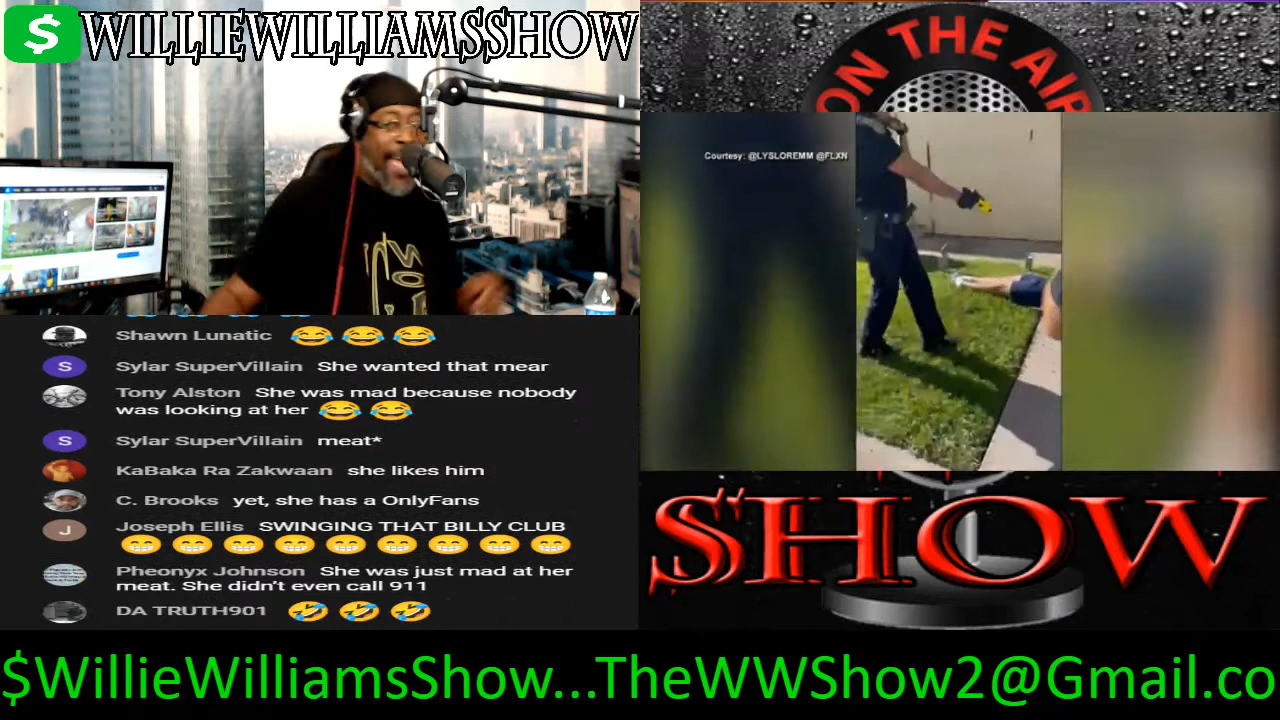 $ WILLIEWILLIAMSSHOW
ON THE AIR
Courtesy: @LYSLOREMM @FLXN
Shawn Lunatic 😂 😂 😂
S Sylar SuperVillain She wanted that mear
Tony Alston She was mad because nobody
was looking at her 😂 😂
S Sylar SuperVillain meat*
KaBaka Ra Zakwaan she likes him
C. Brooks yet, she has a OnlyFans
J Joseph Ellis SWINGING THAT BILLY CLUB
😁 😁 😁 😁 😁 😁 😁 😁 😁
Pheonyx Johnson She was just mad at her
meat. She didn't even call 911
DA TRUTH901 🤣 🤣 🤣
SHOW
$WillieWilliamsShow...TheWWShow2@Gmail.co